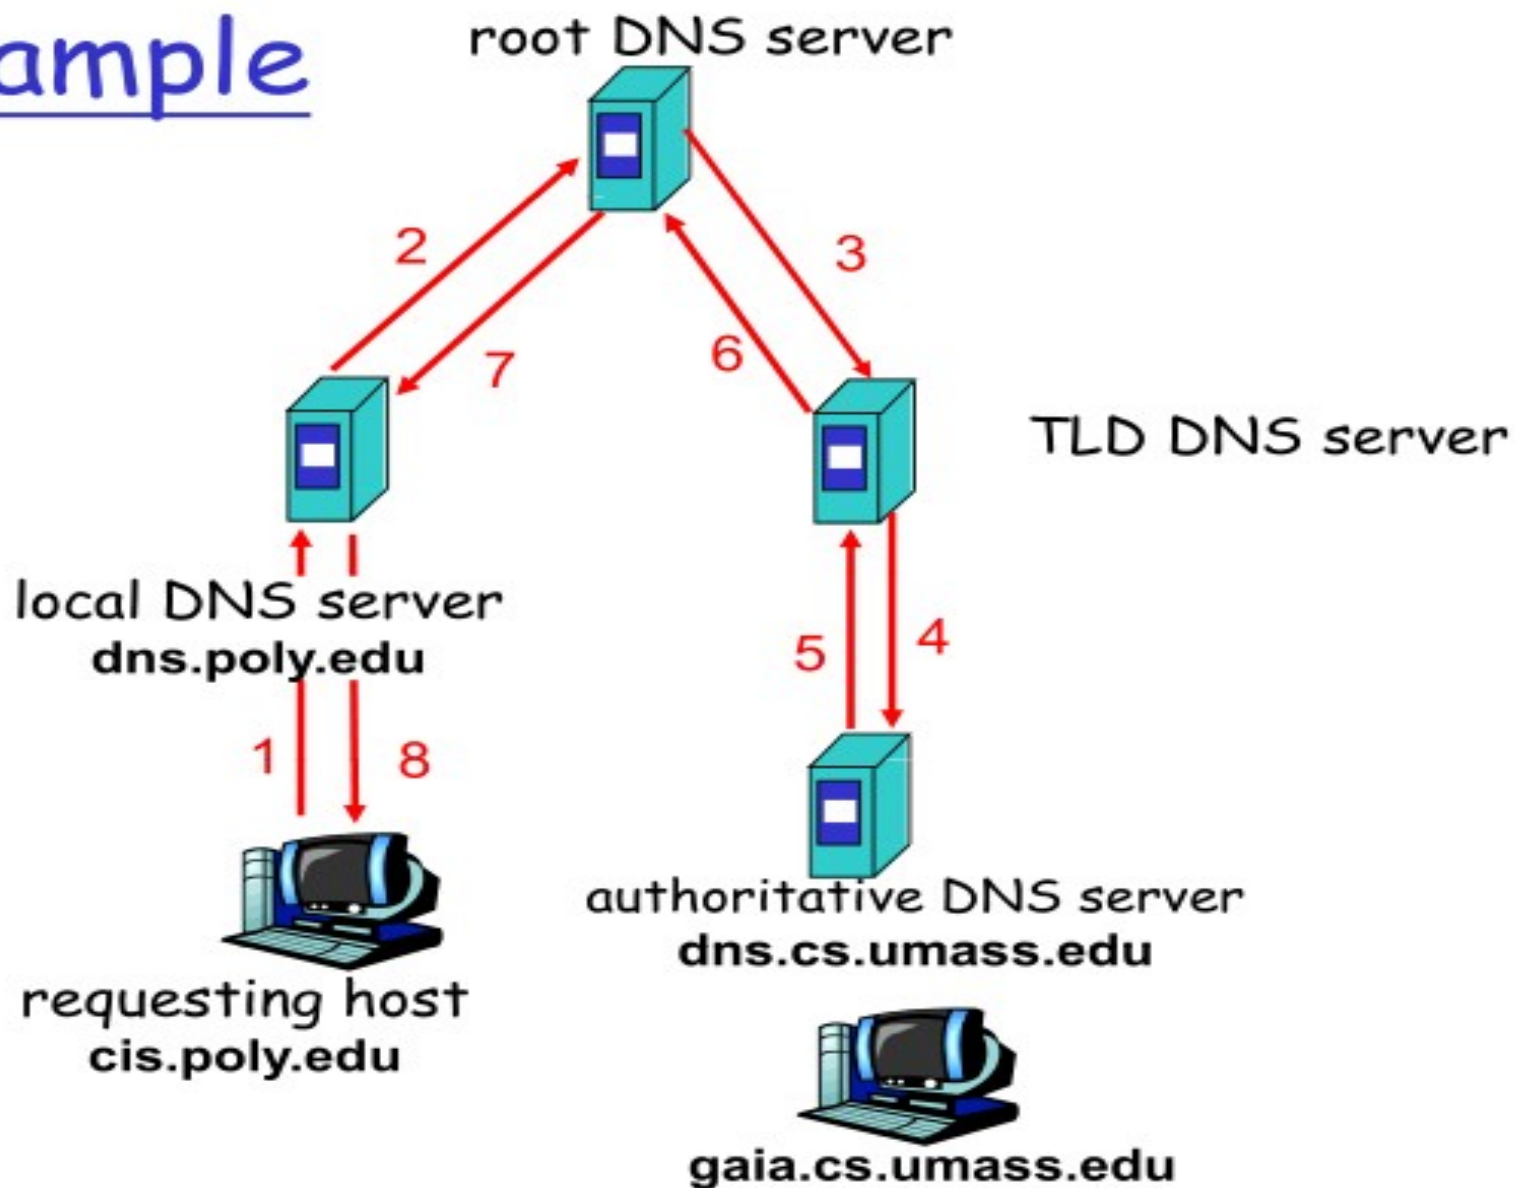 ample
root DNS server
2
3
7
6
TLD DNS server
local DNS server
dns.poly.edu
5
4
1
8
authoritative DNS server
dns.cs.umass.edu
requesting host
cis.poly.edu
gaia.cs.umass.edu